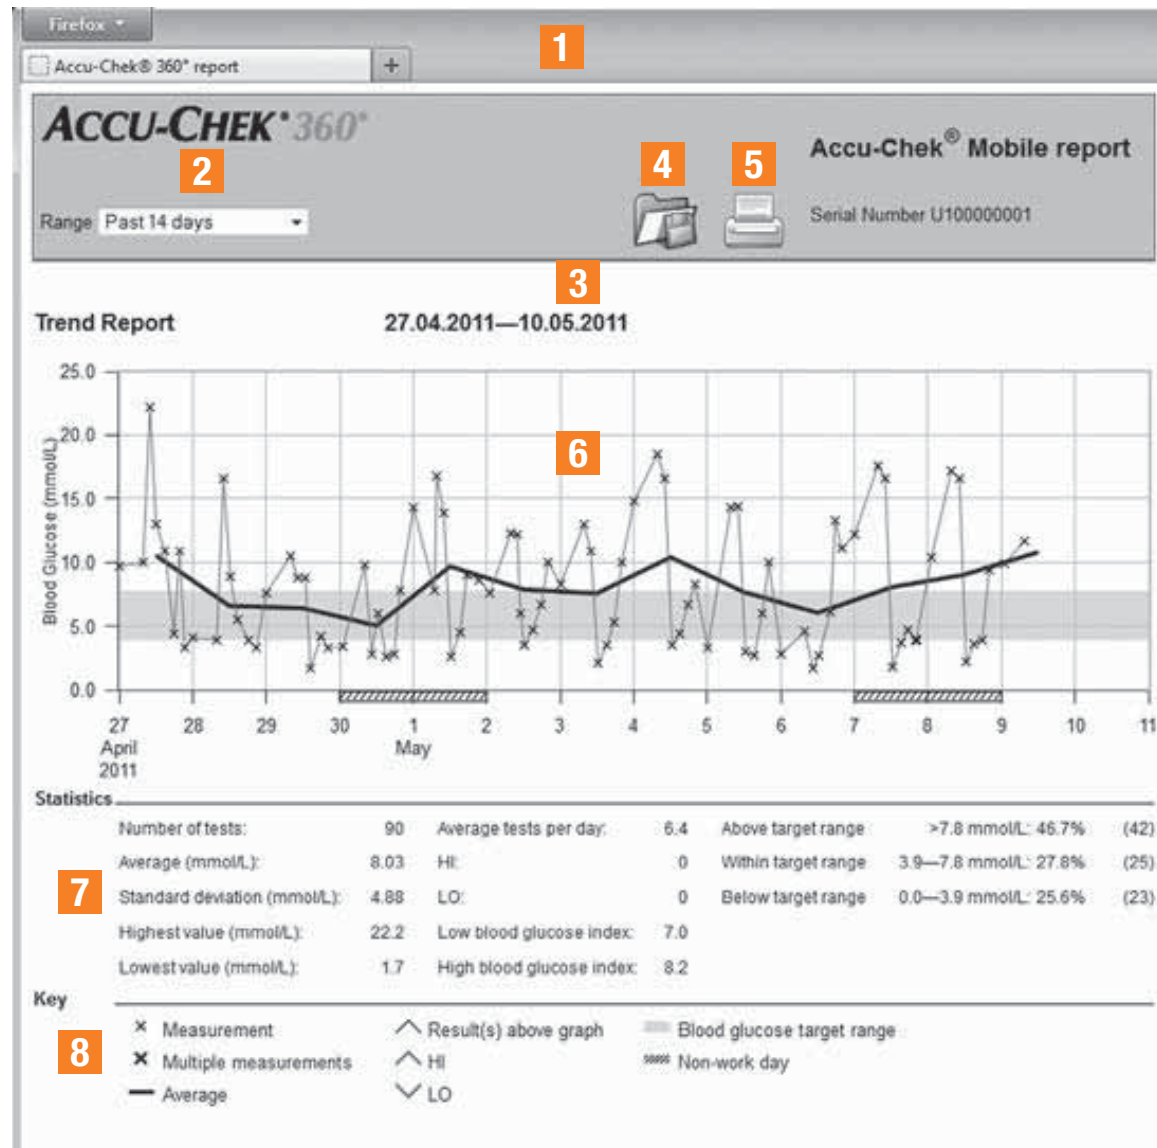 Firefox
1
Accu-Chek® 360° report
+
ACCU-CHEK® 360°
2
4
5
Accu-Chek® Mobile report
Range Past 14 days
Serial Number U100000001
3
Trend Report 27.04.2011—10.05.2011
Blood Glucose (mmol/L)
25.0
20.0
15.0
10.0
5.0
0.0
6
27 28 29 30 1 2 3 4 5 6 7 8 9 10 11
April May
2011
Statistics
7
Number of tests: 90 Average tests per day: 6.4 Above target range >7.8 mmol/L: 46.7% (42)
Average (mmol/L): 8.03 HI: 0 Within target range 3.9—7.8 mmol/L: 27.8% (25)
Standard deviation (mmol/L): 4.88 LO: 0 Below target range 0.0—3.9 mmol/L: 25.6% (23)
Highest value (mmol/L): 22.2 Low blood glucose index: 7.0
Lowest value (mmol/L): 1.7 High blood glucose index: 8.2
Key
8
Measurement Result(s) above graph Blood glucose target range
Multiple measurements HI Non-work day
Average LO